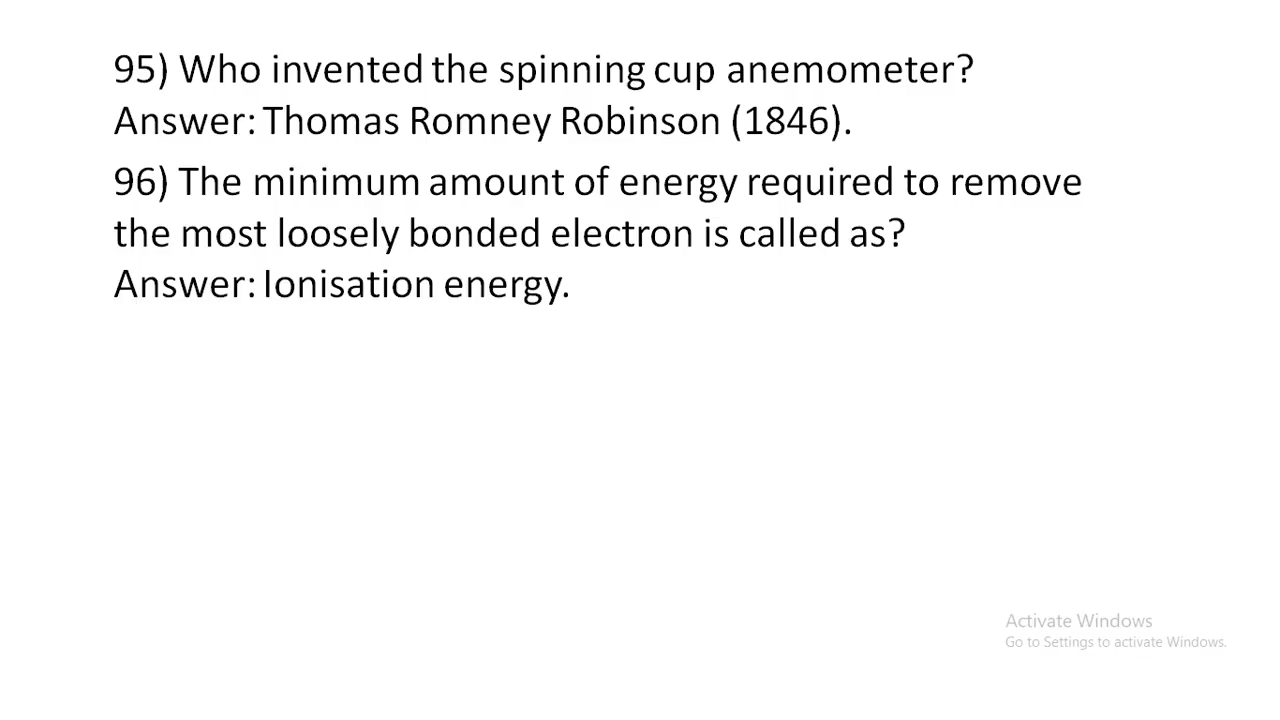 95) Who invented the spinning cup anemometer?
Answer: Thomas Romney Robinson (1846).
96) The minimum amount of energy required to remove
the most loosely bonded electron is called as?
Answer: Ionisation energy.
Activate Windows
Go to Settings to activate Windows.